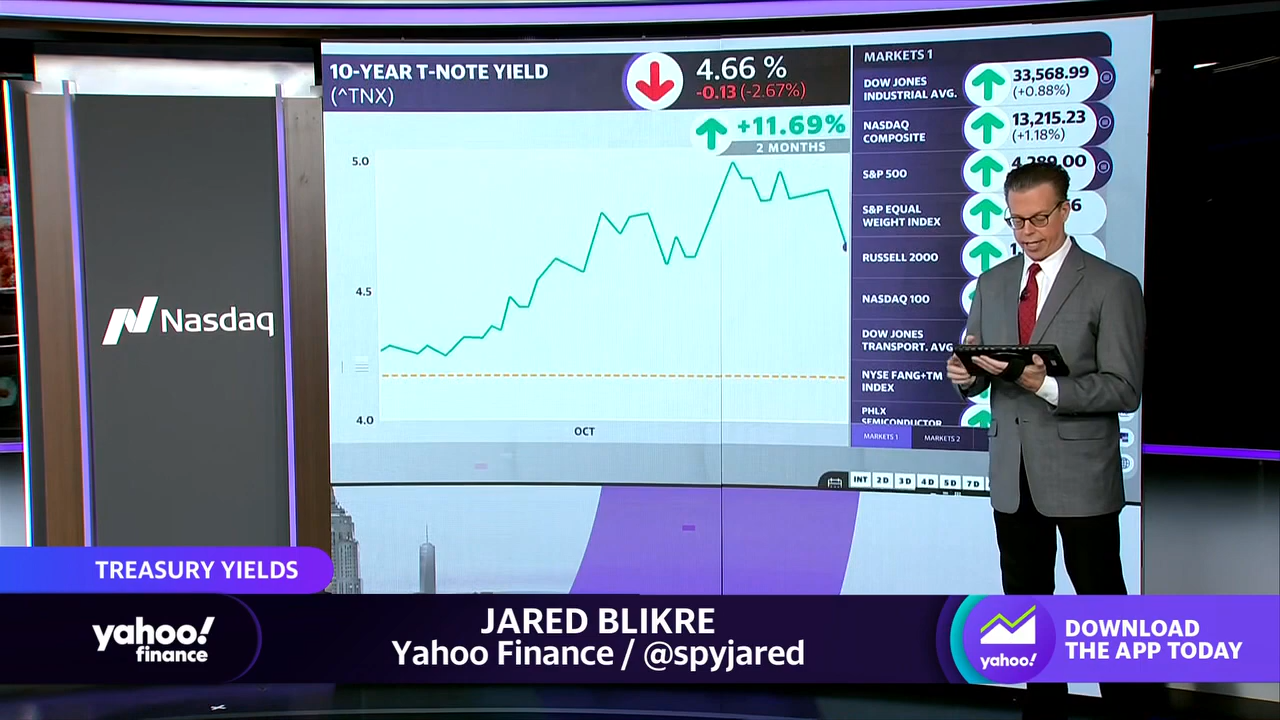 10-YEAR T-NOTE YIELD
(^TNX)
4.66 %
-0.13 (-2.67%)
+11.69%
2 MONTHS
5.0
4.5
4.0
OCT
MARKETS 1
DOW JONES
INDUSTRIAL AVG.
33,568.99
(+0.88%)
NASDAQ
COMPOSITE
13,215.23
(+1.18%)
S&P 500
S&P EQUAL
WEIGHT INDEX
RUSSELL 2000
NASDAQ 100
DOW JONES
TRANSPORT. AVG
NYSE FANG+TM
INDEX
PHLX
SEMICONDUCTOR
MARKETS 1 MARKETS 2
INT 2D 3D 4D 5D 7D
Nasdaq
TREASURY YIELDS
yahoo!
finance
JARED BLIKRE
Yahoo Finance / @spyjared
yahoo!
DOWNLOAD
THE APP TODAY